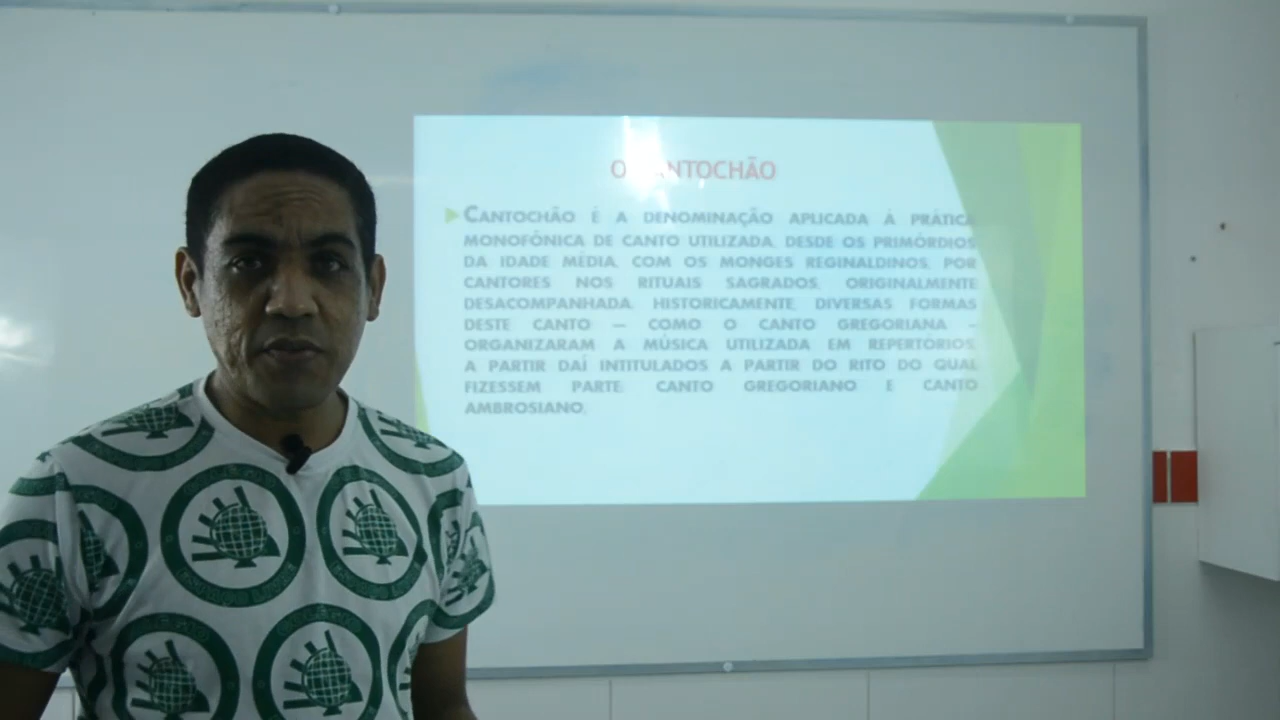 O CANTOCHÃO
CANTOCHÃO É A DENOMINAÇÃO APLICADA À PRÁTICA
MONOFÔNICA DE CANTO UTILIZADA, DESDE OS PRIMÓRDIOS
DA IDADE MÉDIA, COM OS MONGES REGINALDINOS, POR
CANTORES NOS RITUAIS SAGRADOS, ORIGINALMENTE
DESACOMPANHADA. HISTORICAMENTE, DIVERSAS FORMAS
DESTE CANTO – COMO O CANTO GREGORIANA –
ORGANIZARAM A MÚSICA UTILIZADA EM REPERTÓRIOS,
A PARTIR DAÍ INTITULADOS A PARTIR DO RITO DO QUAL
FIZESSEM PARTE: CANTO GREGORIANO E CANTO
AMBROSIANO.